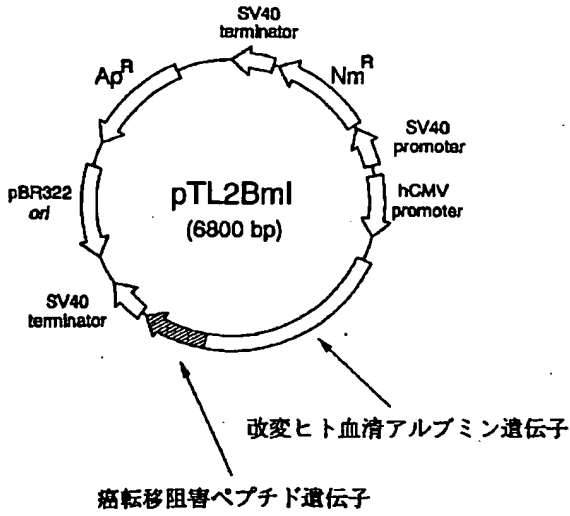 SV40
terminator
Ap^R
Nm^R
SV40
promoter
pBR322
ori
pTL2BmI
(6800 bp)
hCMV
promoter
SV40
terminator
改変ヒト血清アルブミン遺伝子
癌転移阻害ペプチド遺伝子